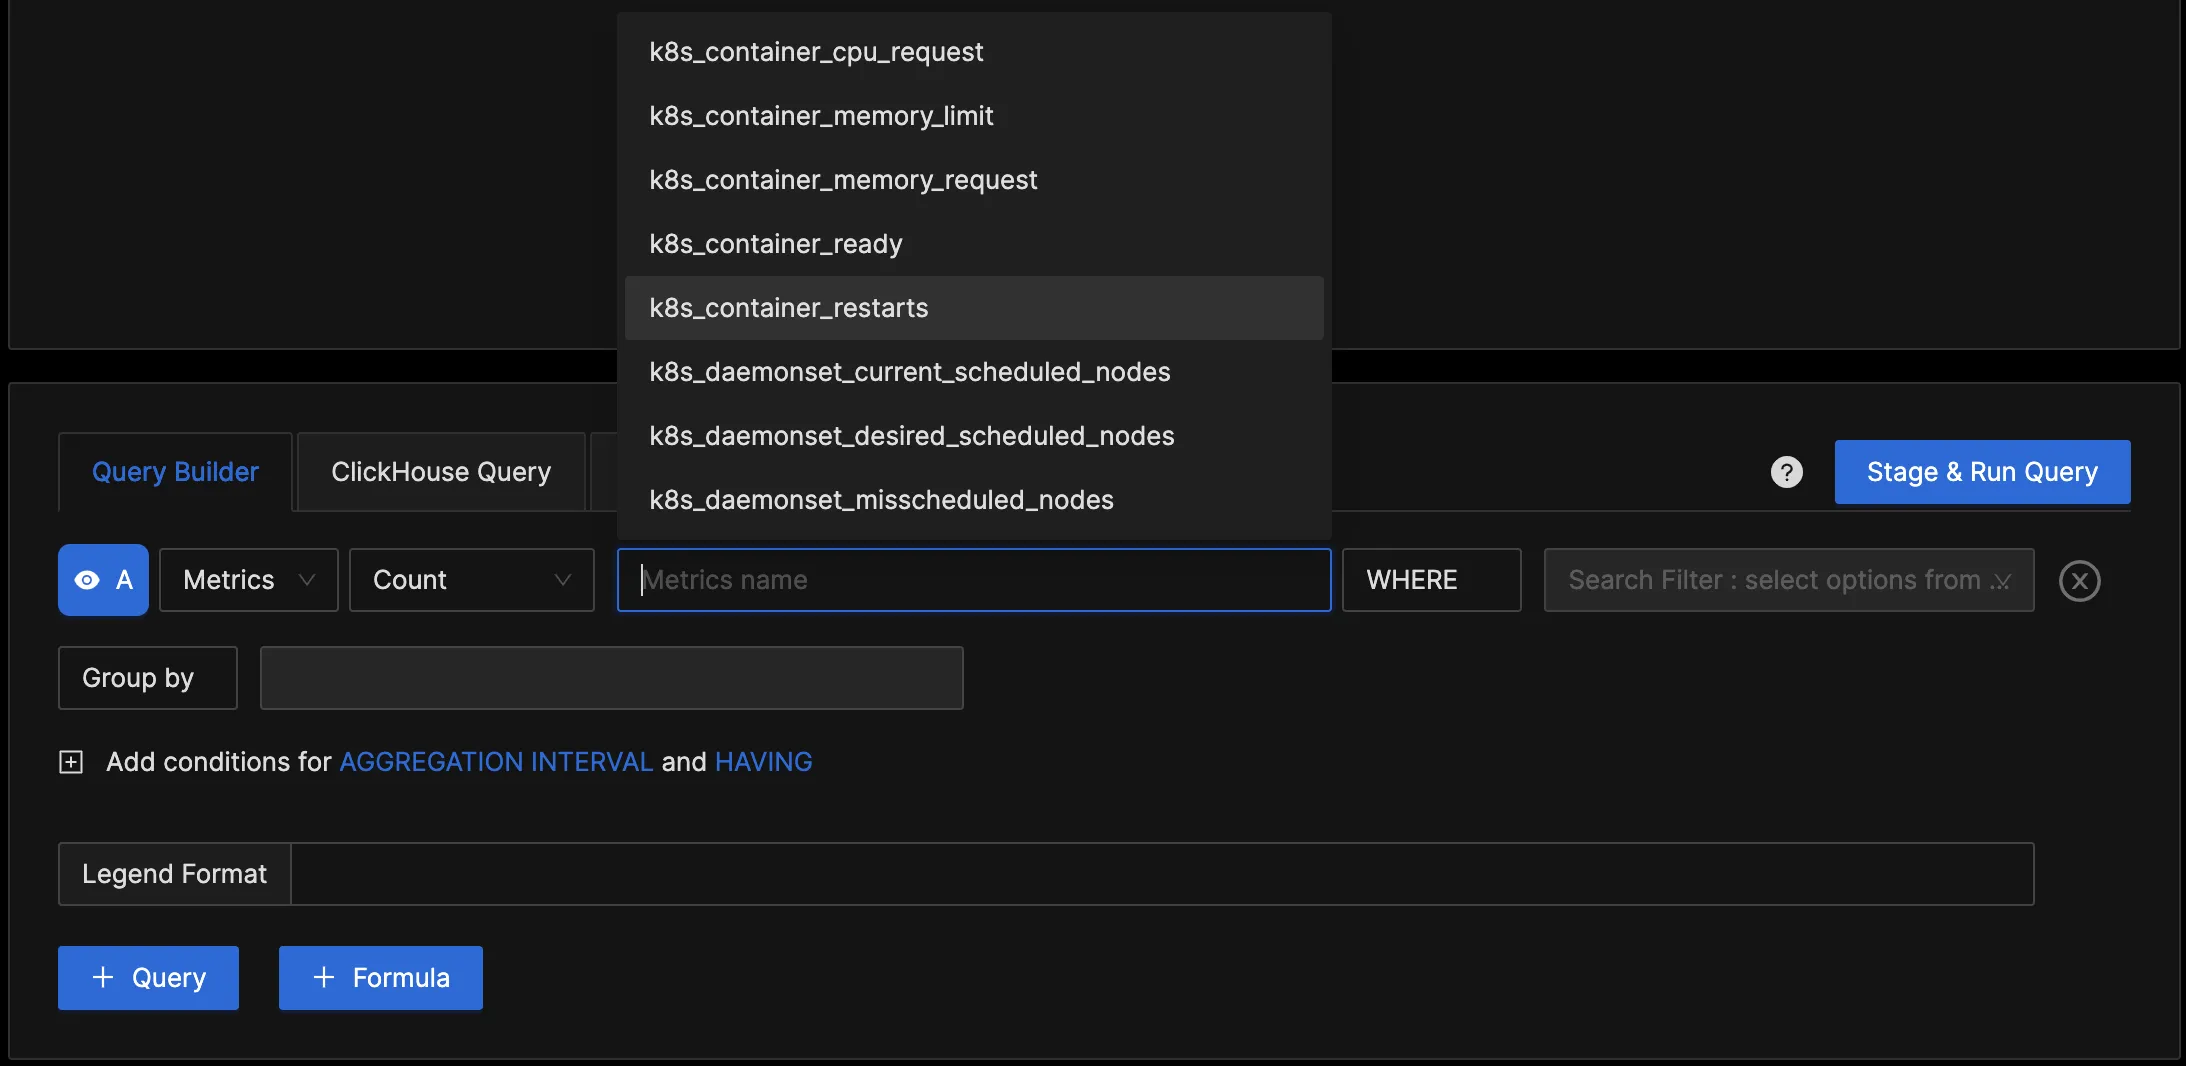 k8s_container_cpu_request
k8s_container_memory_limit
k8s_container_memory_request
k8s_container_ready
k8s_container_restarts
k8s_daemonset_current_scheduled_nodes
k8s_daemonset_desired_scheduled_nodes
k8s_daemonset_misscheduled_nodes
Query Builder ClickHouse Query ? Stage & Run Query
A Metrics Count Metrics name WHERE Search Filter : select options from ...
Group by
Add conditions for AGGREGATION INTERVAL and HAVING
Legend Format
+ Query + Formula